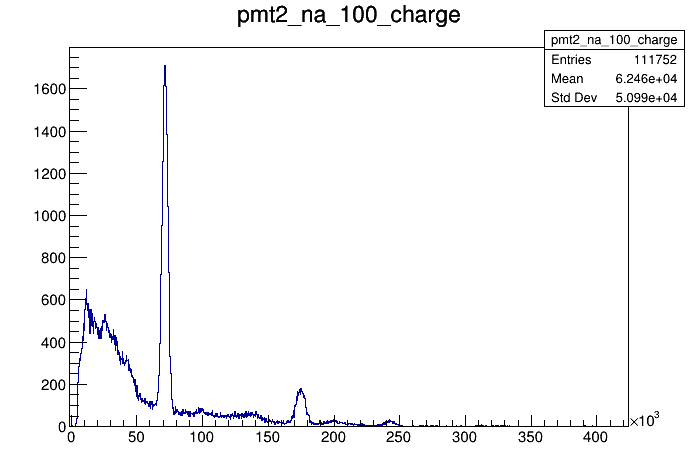 pmt2_na_100_charge
pmt2_na_100_charge
Entries 111752
Mean 6.246e+04
Std Dev 5.099e+04
1600
1400
1200
1000
800
600
400
200
0
0 50 100 150 200 250 300 350 400 ×10³